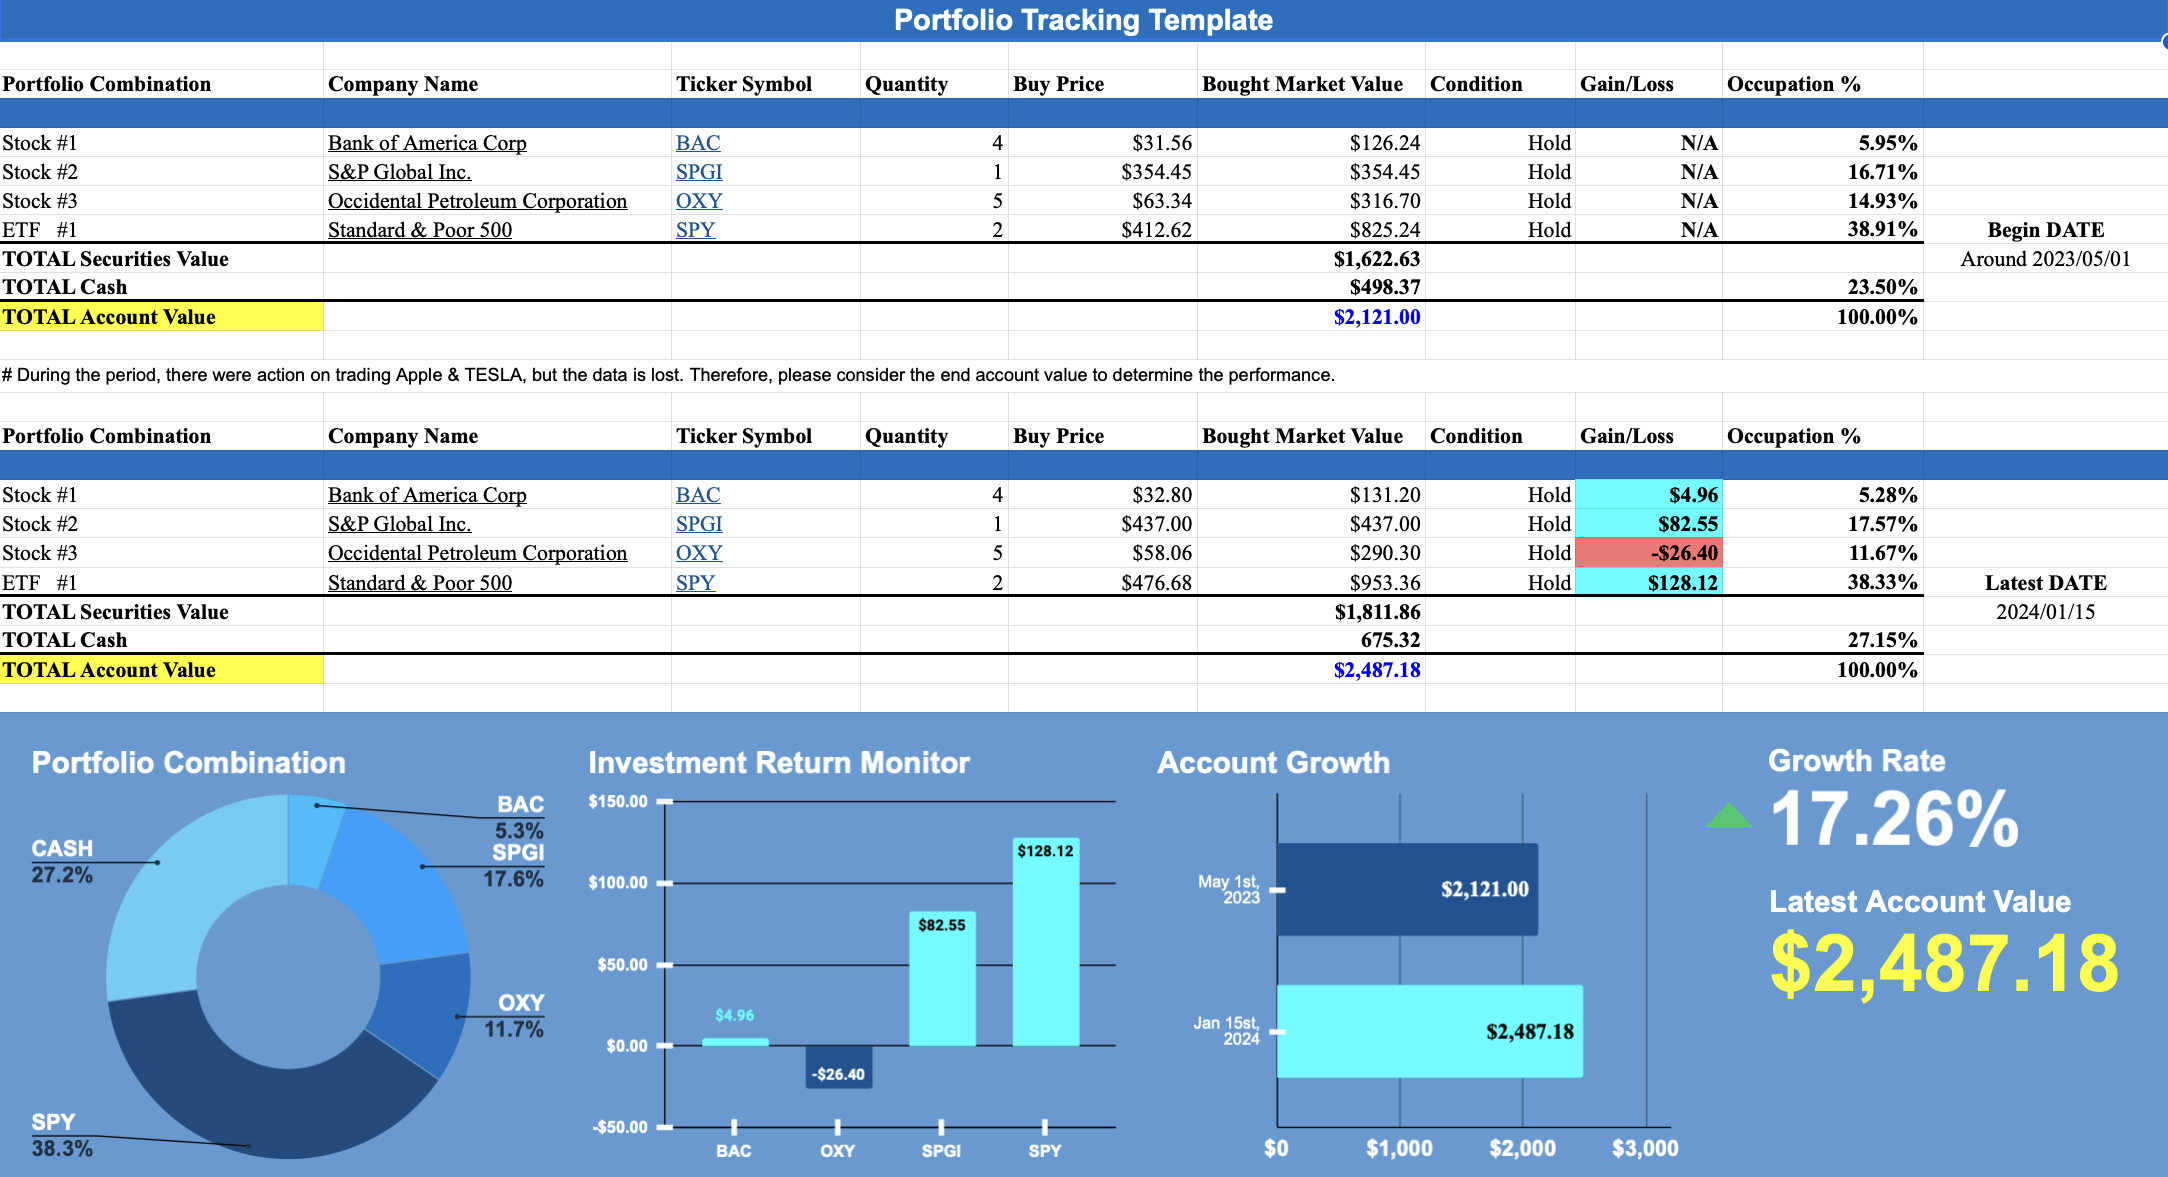 Portfolio Tracking Template
Portfolio Combination Company Name Ticker Symbol Quantity Buy Price Bought Market Value Condition Gain/Loss Occupation %
Stock #1 Bank of America Corp BAC 4 $31.56 $126.24 Hold N/A 5.95%
Stock #2 S&P Global Inc. SPGI 1 $354.45 $354.45 Hold N/A 16.71%
Stock #3 Occidental Petroleum Corporation OXY 5 $63.34 $316.70 Hold N/A 14.93%
ETF #1 Standard & Poor 500 SPY 2 $412.62 $825.24 Hold N/A 38.91% Begin DATE
TOTAL Securities Value $1,622.63 Around 2023/05/01
TOTAL Cash $498.37 23.50%
TOTAL Account Value $2,121.00 100.00%
# During the period, there were action on trading Apple & TESLA, but the data is lost. Therefore, please consider the end account value to determine the performance.
Portfolio Combination Company Name Ticker Symbol Quantity Buy Price Bought Market Value Condition Gain/Loss Occupation %
Stock #1 Bank of America Corp BAC 4 $32.80 $131.20 Hold $4.96 5.28%
Stock #2 S&P Global Inc. SPGI 1 $437.00 $437.00 Hold $82.55 17.57%
Stock #3 Occidental Petroleum Corporation OXY 5 $58.06 $290.30 Hold -$26.40 11.67%
ETF #1 Standard & Poor 500 SPY 2 $476.68 $953.36 Hold $128.12 38.33% Latest DATE
TOTAL Securities Value $1,811.86 2024/01/15
TOTAL Cash 675.32 27.15%
TOTAL Account Value $2,487.18 100.00%
Portfolio Combination
BAC
5.3%
SPGI
17.6%
CASH
27.2%
OXY
11.7%
SPY
38.3%
Investment Return Monitor
$150.00
$100.00
$50.00
$0.00
-$50.00
$4.96
-$26.40
$82.55
$128.12
BAC OXY SPGI SPY
Account Growth
May 1st,
2023
$2,121.00
Jan 15st,
2024
$2,487.18
$0 $1,000 $2,000 $3,000
Growth Rate
17.26%
Latest Account Value
$2,487.18